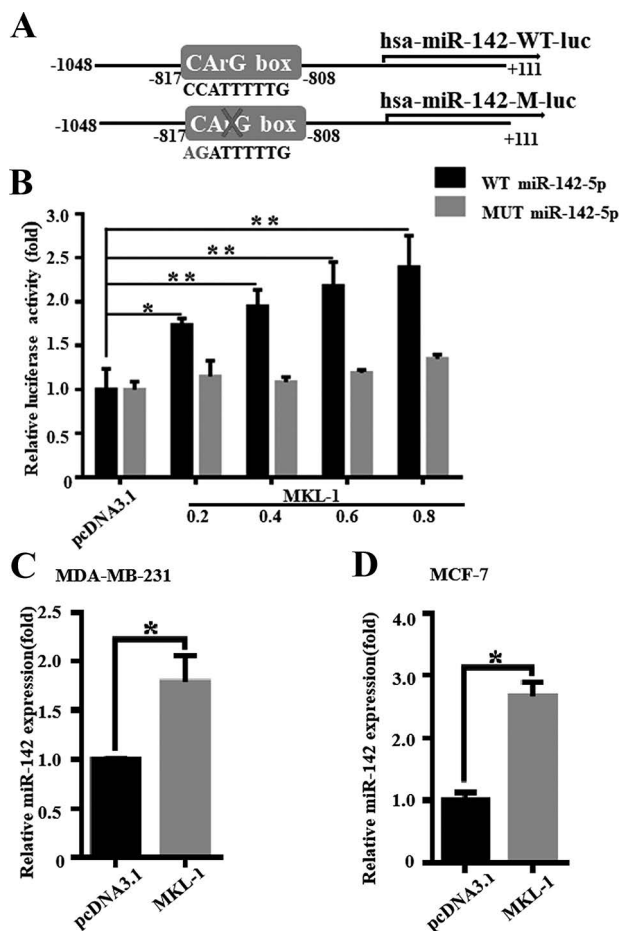 A
hsa-miR-142-WT-luc
-1048
CArG box
-817
-808
+111
CCATTTTTG
hsa-miR-142-M-luc
-1048
CArG box
-817
-808
+111
AGATTTTTG
B
WT miR-142-5p
MUT miR-142-5p
Relative luciferase activity (fold)
3.0
2.5
2.0
1.5
1.0
0.5
0.0
*
**
**
**
pcDNA3.1
MKL-1
0.2 0.4 0.6 0.8
C
MDA-MB-231
Relative miR-142 expression(fold)
2.5
2.0
1.5
1.0
0.5
0
*
pcDNA3.1
MKL-1
D
MCF-7
Relative miR-142 expression(fold)
4.0
3.0
2.0
1.0
0.0
*
pcDNA3.1
MKL-1